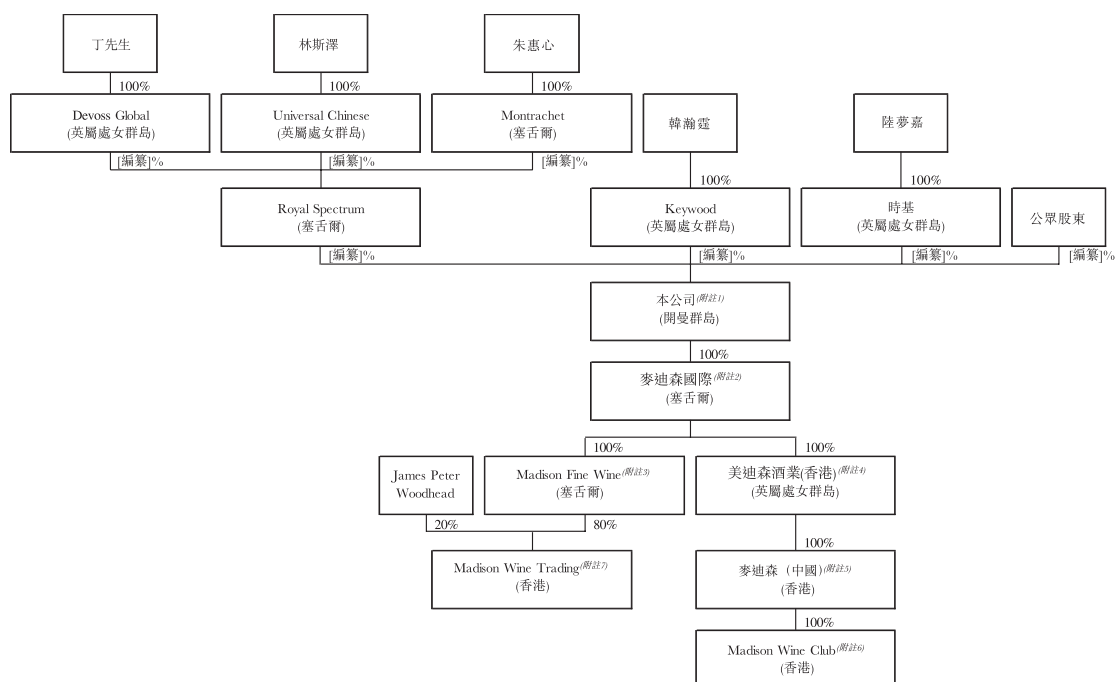 丁先生
林斯澤
朱惠心
100%
100%
100%
Devoss Global
(英屬處女群島)
Universal Chinese
(英屬處女群島)
Montrachet
(塞舌爾)
韓瀚霆
陸夢嘉
[編纂]%
[編纂]%
[編纂]%
100%
100%
Royal Spectrum
(塞舌爾)
Keywood
(英屬處女群島)
時基
(英屬處女群島)
公眾股東
[編纂]%
[編纂]%
[編纂]%
[編纂]%
本公司(附註1)
(開曼群島)
100%
麥迪森國際(附註2)
(塞舌爾)
100%
100%
James Peter
Woodhead
Madison Fine Wine(附註3)
(塞舌爾)
美迪森酒業(香港)(附註4)
(英屬處女群島)
20%
80%
100%
Madison Wine Trading(附註7)
(香港)
麥迪森（中國）(附註5)
(香港)
100%
Madison Wine Club(附註6)
(香港)